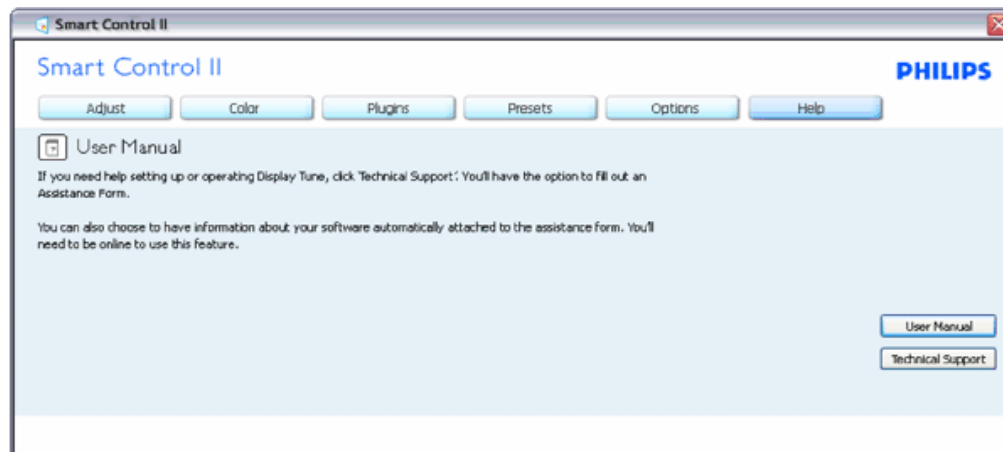 Smart Control II
Smart Control II
PHILIPS
Adjust
Color
Plugins
Presets
Options
Help
User Manual
If you need help setting up or operating Display Tune, click 'Technical Support'. You'll have the option to fill out an
Assistance Form.
You can also choose to have information about your software automatically attached to the assistance form. You'll
need to be online to use this feature.
User Manual
Technical Support